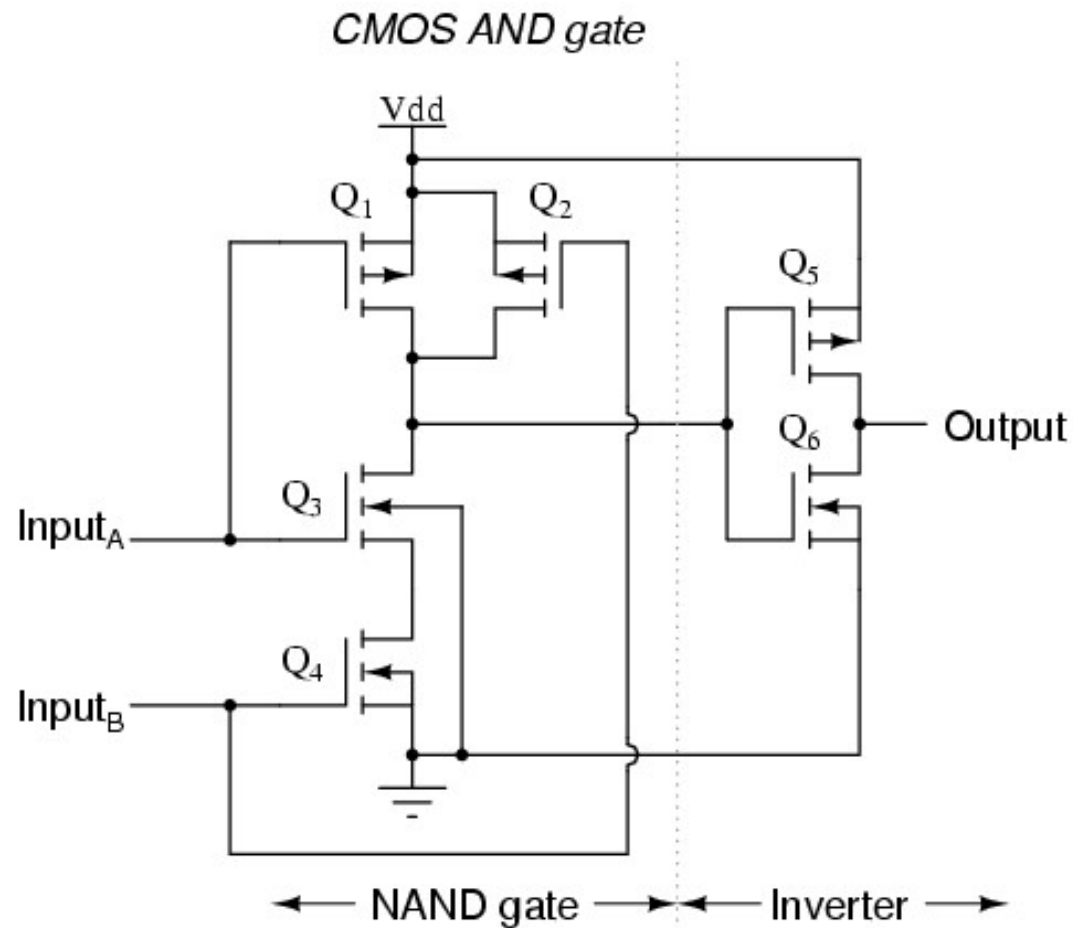 CMOS AND gate
Vdd
Q1
Q2
Q5
Q6
Output
Q3
InputA
Q4
InputB
NAND gate
Inverter